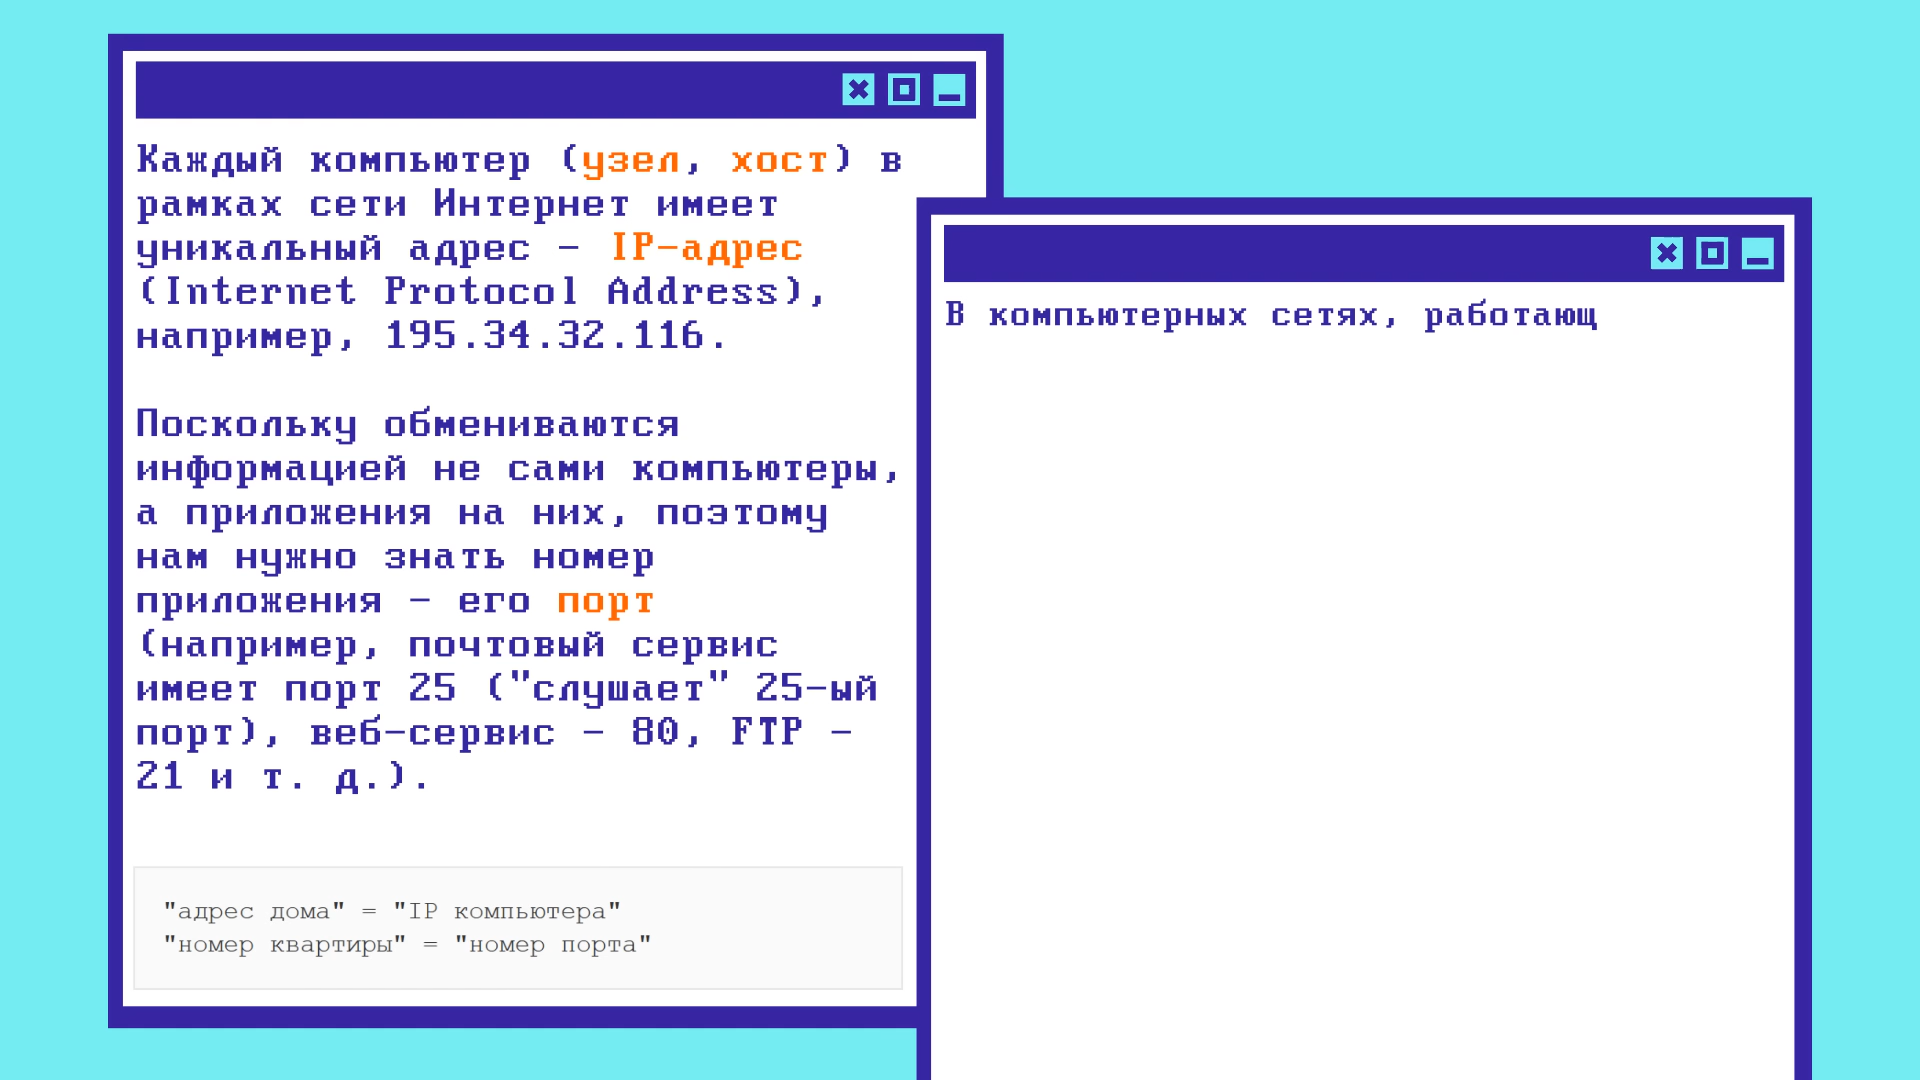 Каждый компьютер (узел, хост) в
рамках сети Интернет имеет
уникальный адрес – IP-адрес
(Internet Protocol Address),
например, 195.34.32.116.
Поскольку обмениваются
информацией не сами компьютеры,
а приложения на них, поэтому
нам нужно знать номер
приложения – его порт
(например, почтовый сервис
имеет порт 25 ("слушает" 25-ый
порт), веб-сервис – 80, FTP –
21 и т. д.).
"адрес дома" = "IP компьютера"
"номер квартиры" = "номер порта"
В компьютерных сетях, работающ